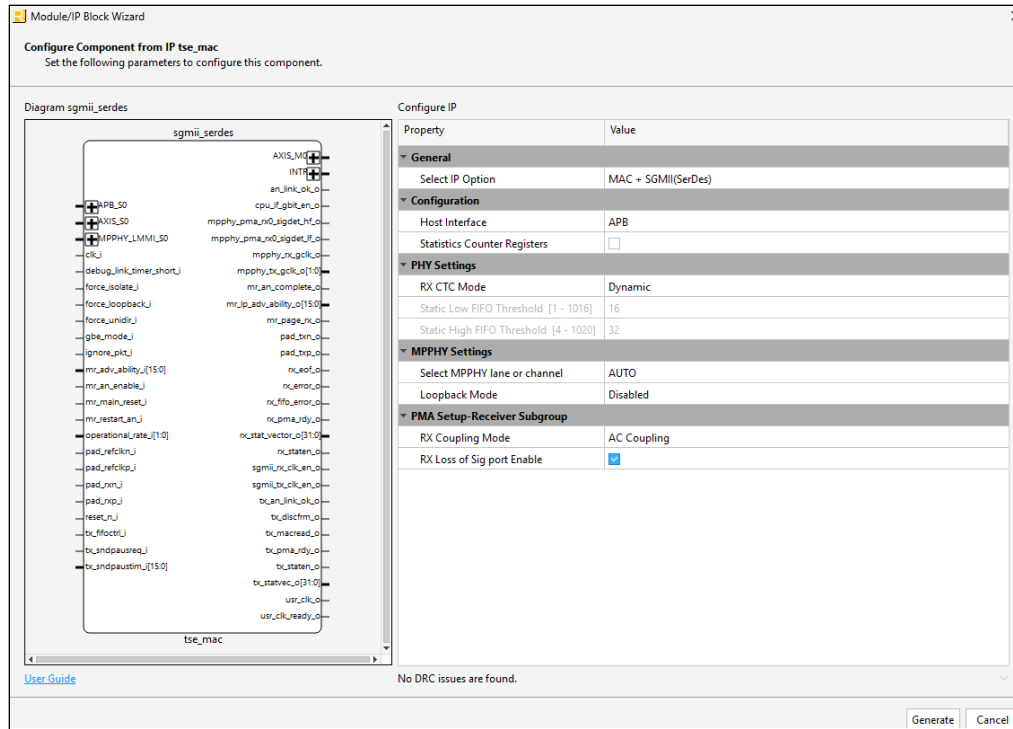 Module/IP Block Wizard
Configure Component from IP tse_mac
Set the following parameters to configure this component.
Diagram sgmii_serdes
sgmii_serdes
AXIS_M0
INTR
an_link_ok_o
APB_S0
cpu_if_gbit_en_o
AXIS_S0
mpphy_pma_rx0_sigdet_hf_o
MPPHY_LMMI_S0
mpphy_pma_rx0_sigdet_lf_o
clk_i
mpphy_rx_gclk_o
debug_link_timer_short_i
mpphy_tx_gclk_o[1:0]
force_isolate_i
mr_an_complete_o
force_loopback_i
mr_lp_adv_ability_o[15:0]
force_unidir_i
mr_page_rx_o
gbe_mode_i
pad_txn_o
ignore_pkt_i
pad_txp_o
mr_adv_ability_i[15:0]
rx_eof_o
mr_an_enable_i
rx_error_o
mr_main_reset_i
rx_fifo_error_o
mr_restart_an_i
rx_pma_rdy_o
operational_rate_i[1:0]
rx_stat_vector_o[31:0]
pad_refclkn_i
rx_staten_o
pad_refclkp_i
sgmii_rx_clk_en_o
pad_rxn_i
sgmii_tx_clk_en_o
pad_rxp_i
tx_an_link_ok_o
reset_n_i
tx_discfrm_o
tx_fifoctrl_i
tx_macread_o
tx_sndpausreq_i
tx_pma_rdy_o
tx_sndpaustim_i[15:0]
tx_staten_o
tx_statvec_o[31:0]
usr_clk_o
usr_clk_ready_o
tse_mac
User Guide
Configure IP
Property Value
General
Select IP Option MAC + SGMII(SerDes)
Configuration
Host Interface APB
Statistics Counter Registers
PHY Settings
RX CTC Mode Dynamic
Static Low FIFO Threshold [1 - 1016] 16
Static High FIFO Threshold [4 - 1020] 32
MPPHY Settings
Select MPPHY lane or channel AUTO
Loopback Mode Disabled
PMA Setup-Receiver Subgroup
RX Coupling Mode AC Coupling
RX Loss of Sig port Enable
No DRC issues are found.
Generate Cancel